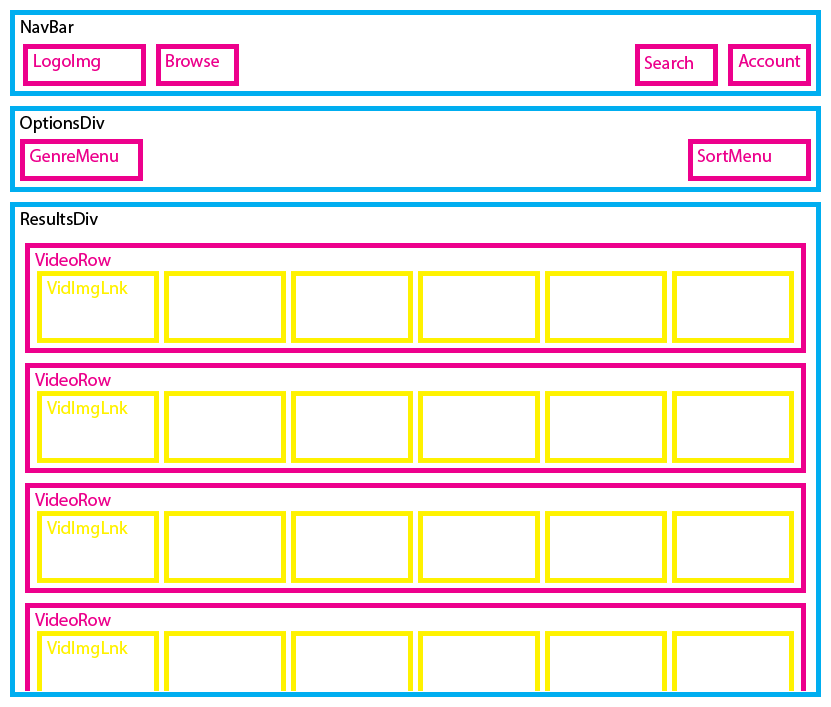 NavBar
LogoImg
Browse
Search
Account
OptionsDiv
GenreMenu
SortMenu
ResultsDiv
VideoRow
VidImgLnk
VideoRow
VidImgLnk
VideoRow
VidImgLnk
VideoRow
VidImgLnk